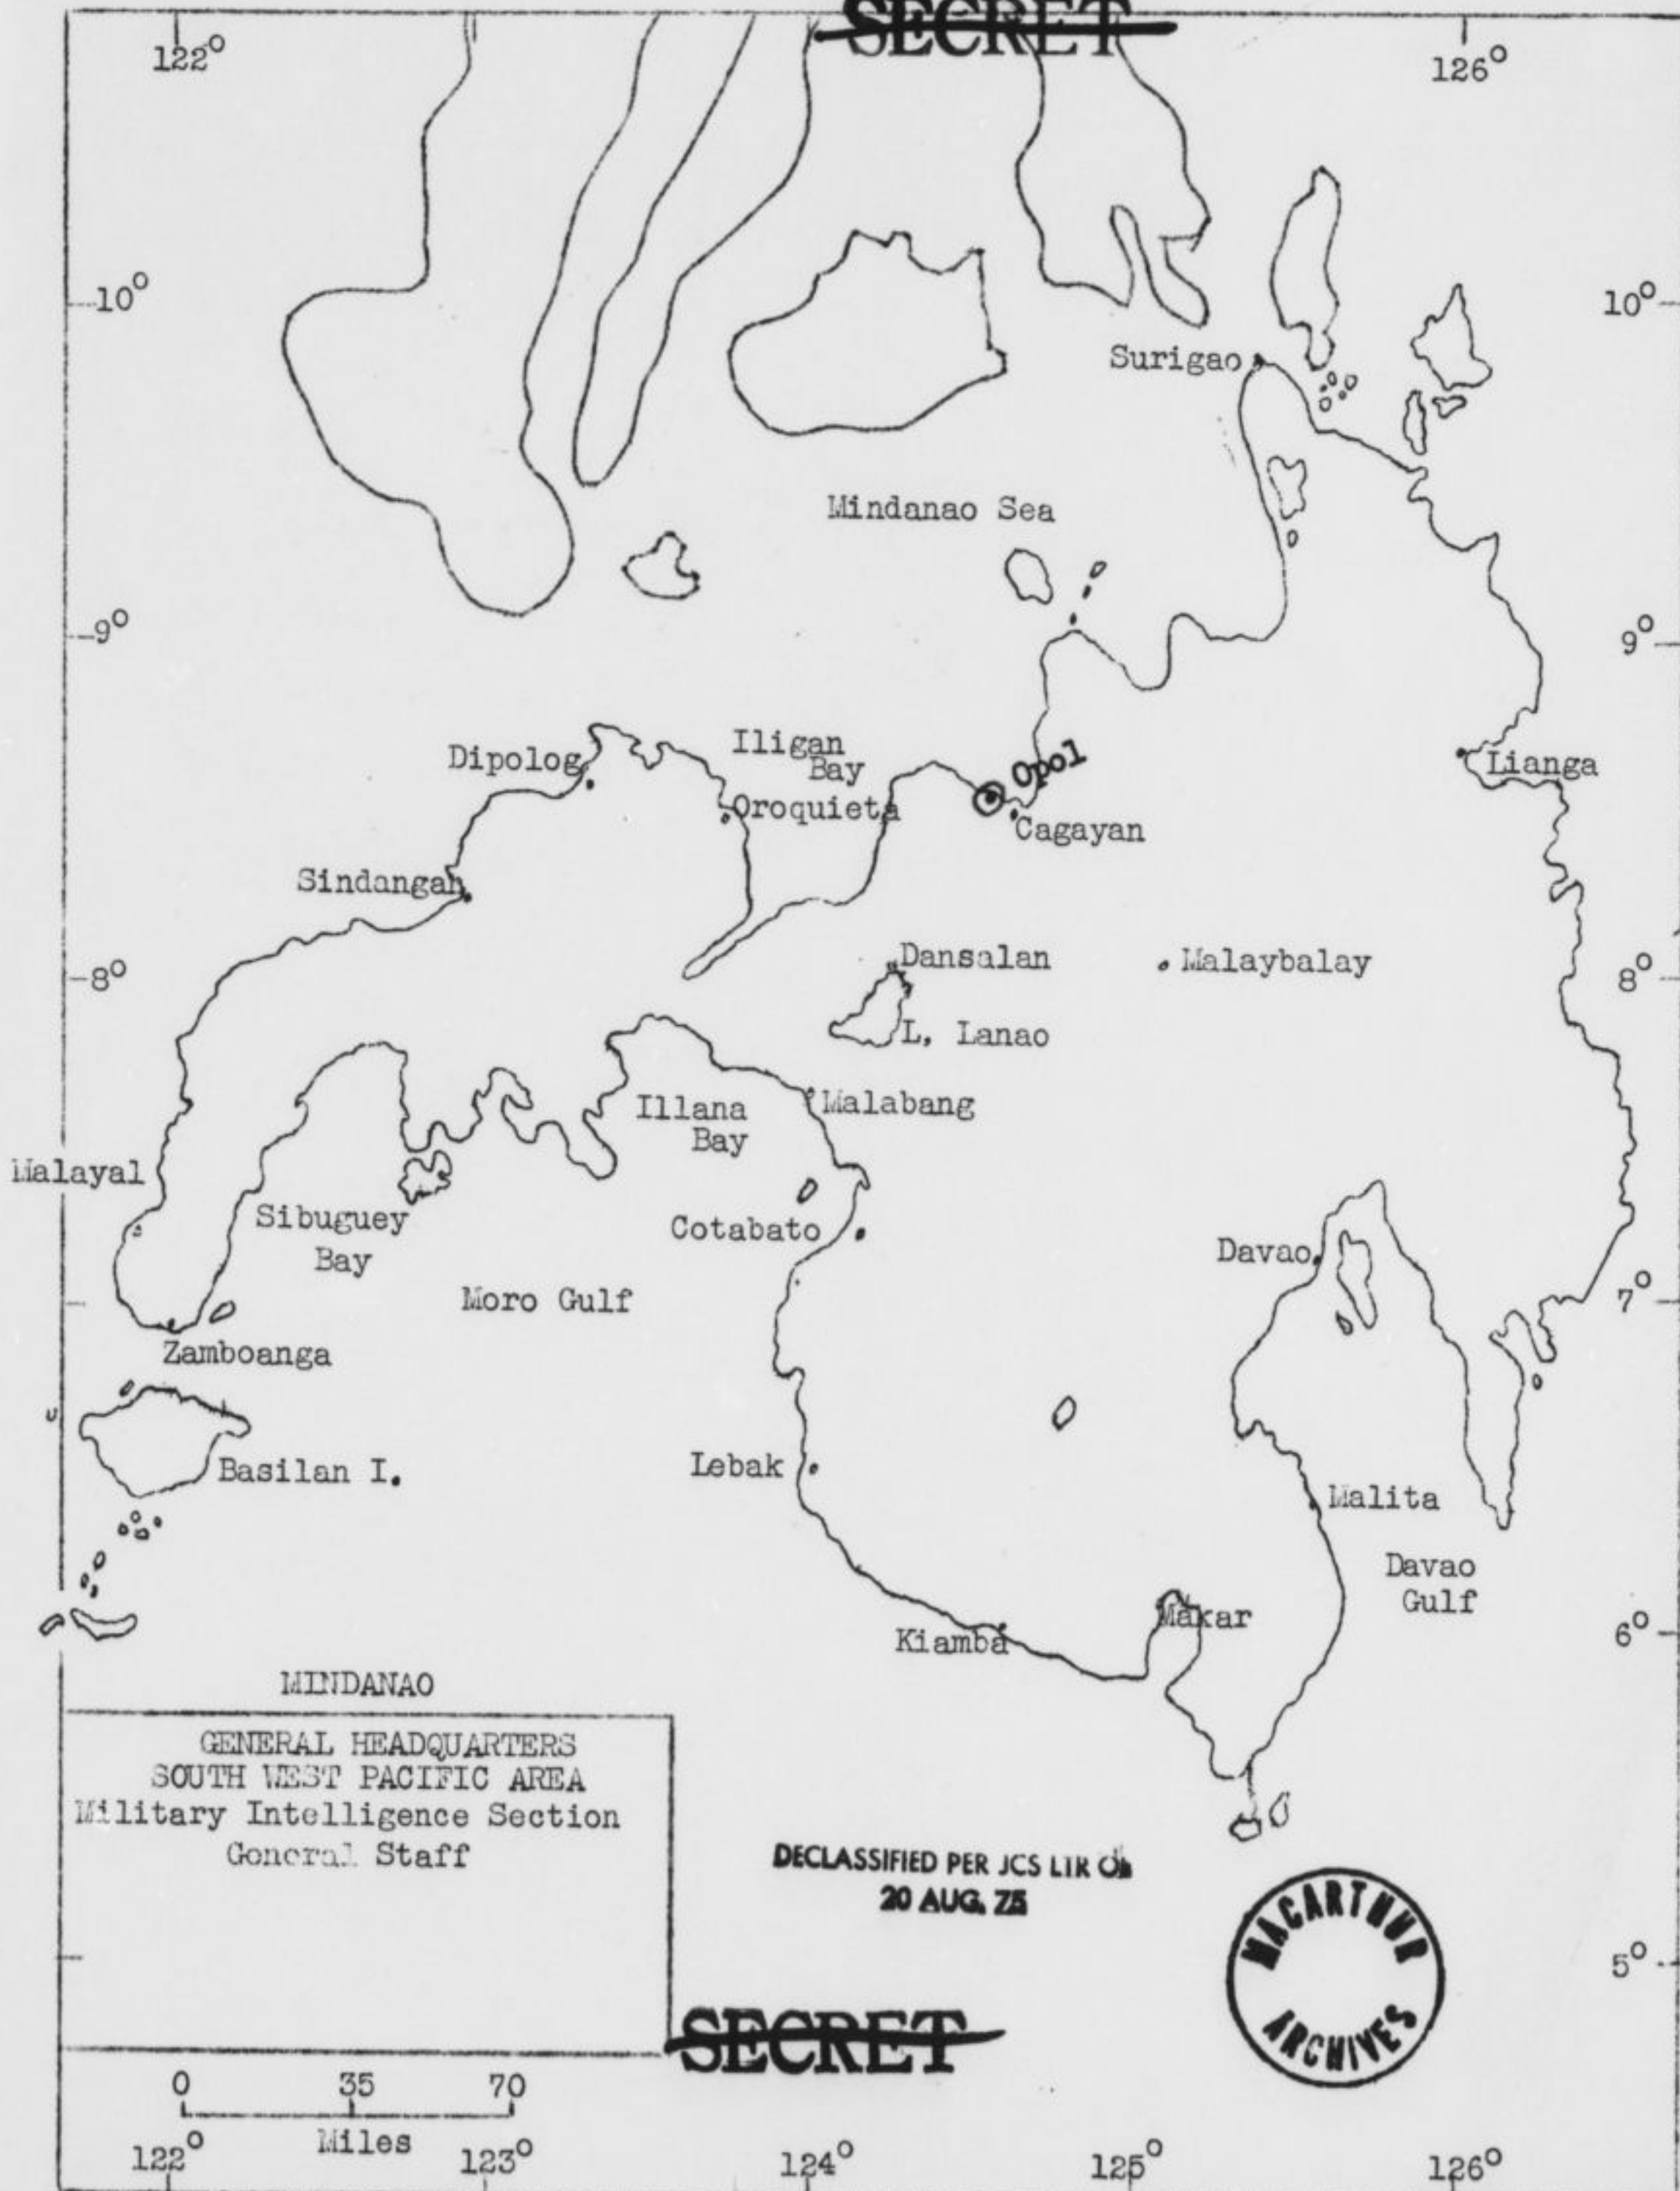 SECRET
122°
126°
10°
10°
Surigao
Mindanao Sea
9°
9°
Dipolog
Iligan
Bay
Opol
Lianga
Oroquieta
Cagayan
Sindangan
Dansalan
Malaybalay
8°
8°
L. Lanao
Illana
Bay
Malabang
Malayal
Sibuguey
Bay
Cotabato
Davao
Moro Gulf
7°
Zamboanga
Basilan I.
Lebak
Malita
Davao
Gulf
Makar
Kiamba
6°
MINDANAO
GENERAL HEADQUARTERS
SOUTH WEST PACIFIC AREA
Military Intelligence Section
General Staff
DECLASSIFIED PER JCS LTR OF
20 AUG. 75
MACARTHUR
ARCHIVES
5°
SECRET
0 35 70
Miles
122° 123° 124° 125° 126°